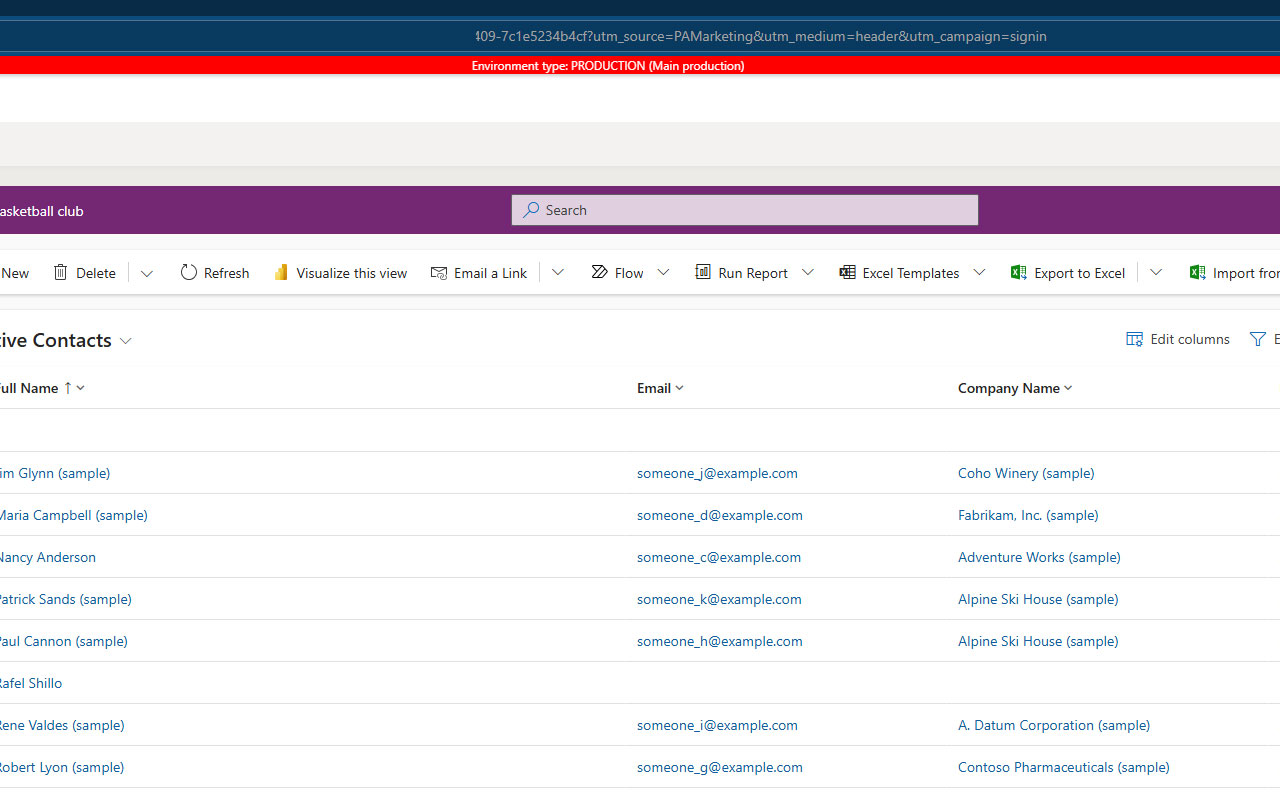 409-7c1e5234b4cf?utm_source=PAMarketing&utm_medium=header&utm_campaign=signin
Environment type: PRODUCTION (Main production)
asketball club
Search
New Delete Refresh Visualize this view Email a Link Flow Run Report Excel Templates Export to Excel Import from
tive Contacts
Edit columns E
Full Name ↑ Email Company Name
im Glynn (sample) someone_j@example.com Coho Winery (sample)
Maria Campbell (sample) someone_d@example.com Fabrikam, Inc. (sample)
Nancy Anderson someone_c@example.com Adventure Works (sample)
Patrick Sands (sample) someone_k@example.com Alpine Ski House (sample)
Paul Cannon (sample) someone_h@example.com Alpine Ski House (sample)
Rafel Shillo
Rene Valdes (sample) someone_i@example.com A. Datum Corporation (sample)
Robert Lyon (sample) someone_g@example.com Contoso Pharmaceuticals (sample)